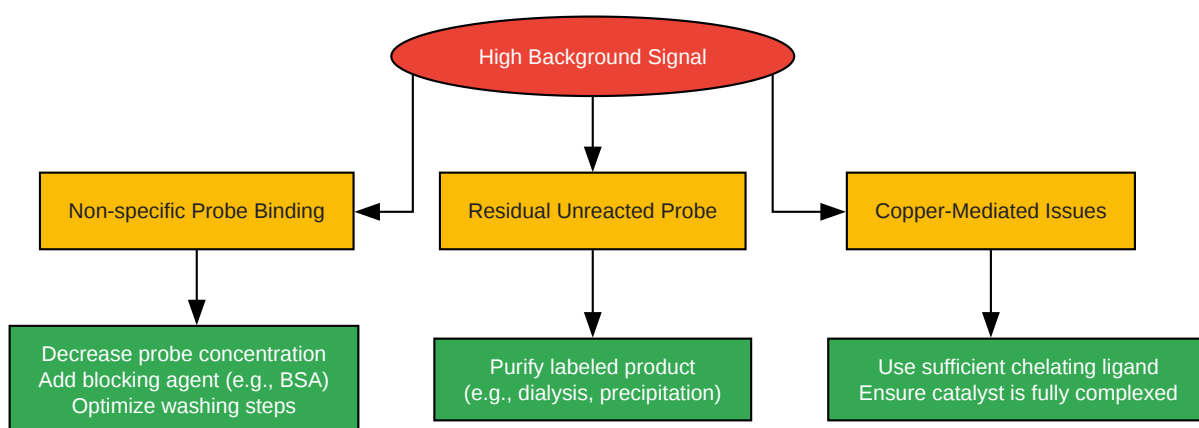 High Background Signal
Non-specific Probe Binding
Residual Unreacted Probe
Copper-Mediated Issues
Decrease probe concentration
Add blocking agent (e.g., BSA)
Optimize washing steps
Purify labeled product
(e.g., dialysis, precipitation)
Use sufficient chelating ligand
Ensure catalyst is fully complexed